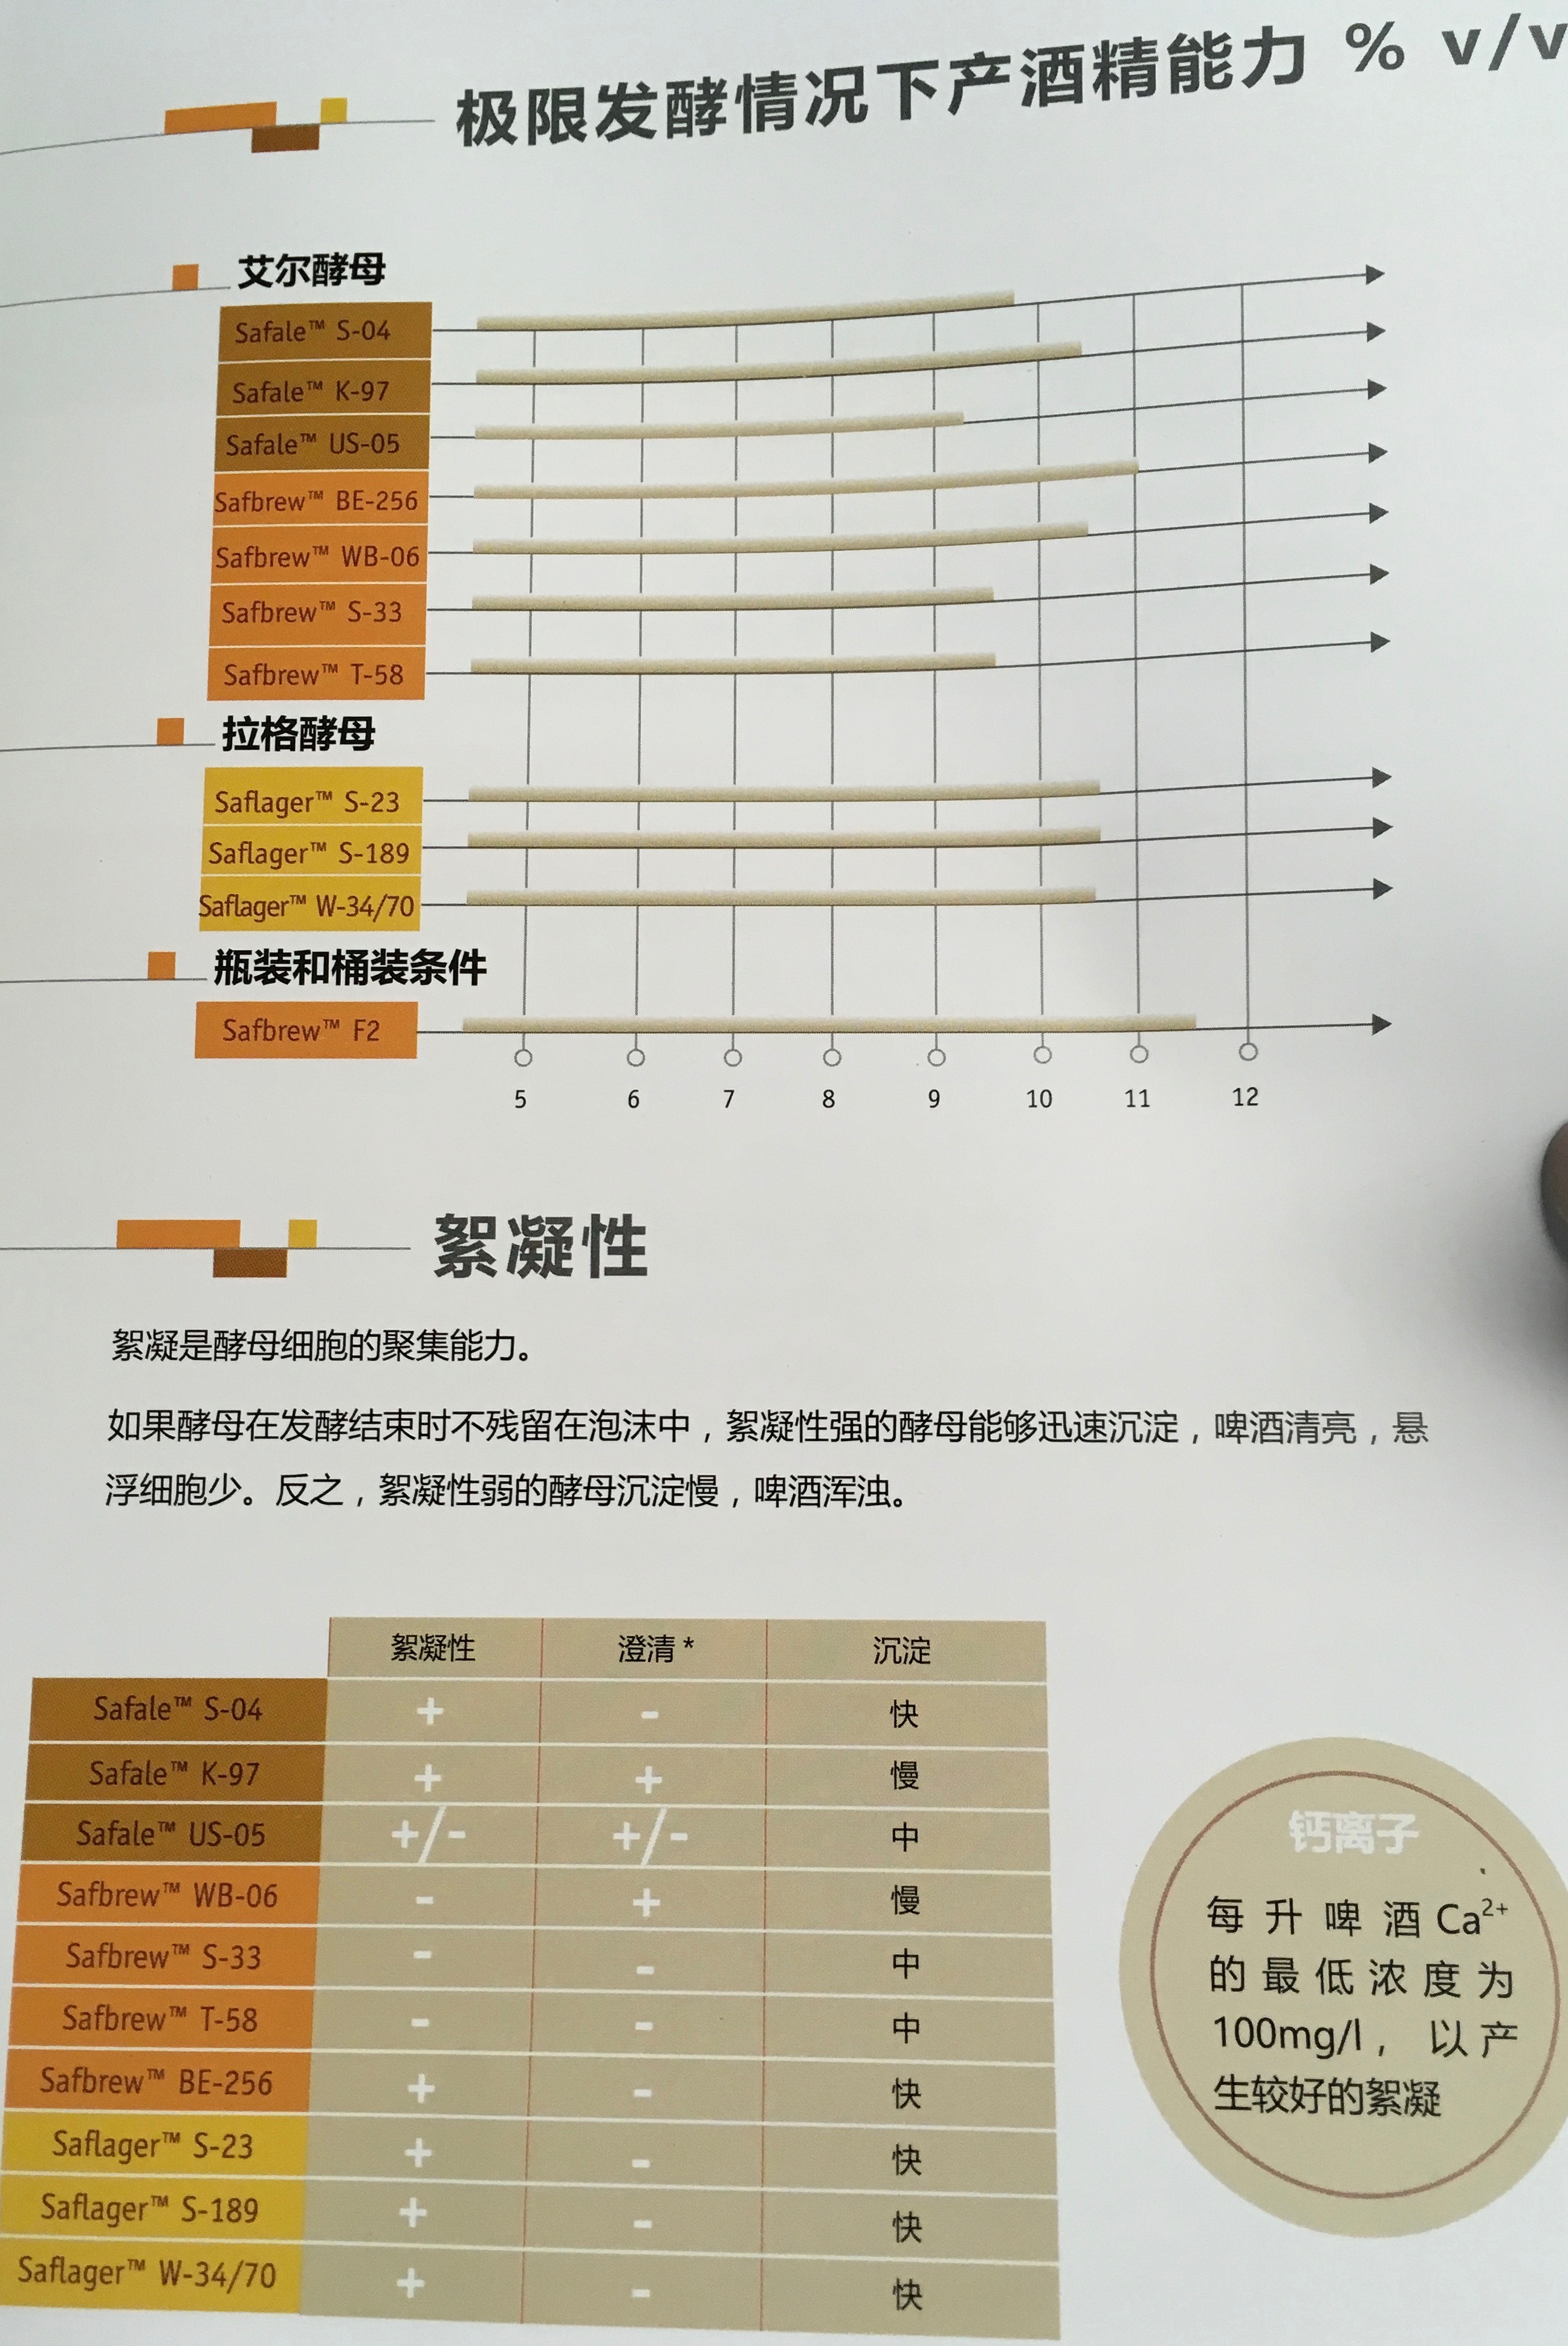 极限发酵情况下产酒精能力 % v/v
艾尔酵母
Safale™ S-04
Safale™ K-97
Safale™ US-05
Safbrew™ BE-256
Safbrew™ WB-06
Safbrew™ S-33
Safbrew™ T-58
拉格酵母
Saflager™ S-23
Saflager™ S-189
Saflager™ W-34/70
瓶装和桶装条件
Safbrew™ F2
5 6 7 8 9 10 11 12
絮凝性
絮凝是酵母细胞的聚集能力。
如果酵母在发酵结束时不残留在泡沫中，絮凝性强的酵母能够迅速沉淀，啤酒清亮，悬
浮细胞少。反之，絮凝性弱的酵母沉淀慢，啤酒浑浊。
絮凝性 澄清* 沉淀
Safale™ S-04 + - 快
Safale™ K-97 + + 慢
Safale™ US-05 +/- +/- 中
Safbrew™ WB-06 - + 慢
Safbrew™ S-33 - - 中
Safbrew™ T-58 - - 中
Safbrew™ BE-256 + - 快
Saflager™ S-23 + - 快
Saflager™ S-189 + - 快
Saflager™ W-34/70 + - 快
钙离子
每升啤酒Ca²⁺
的最低浓度为
100mg/l，以产
生较好的絮凝